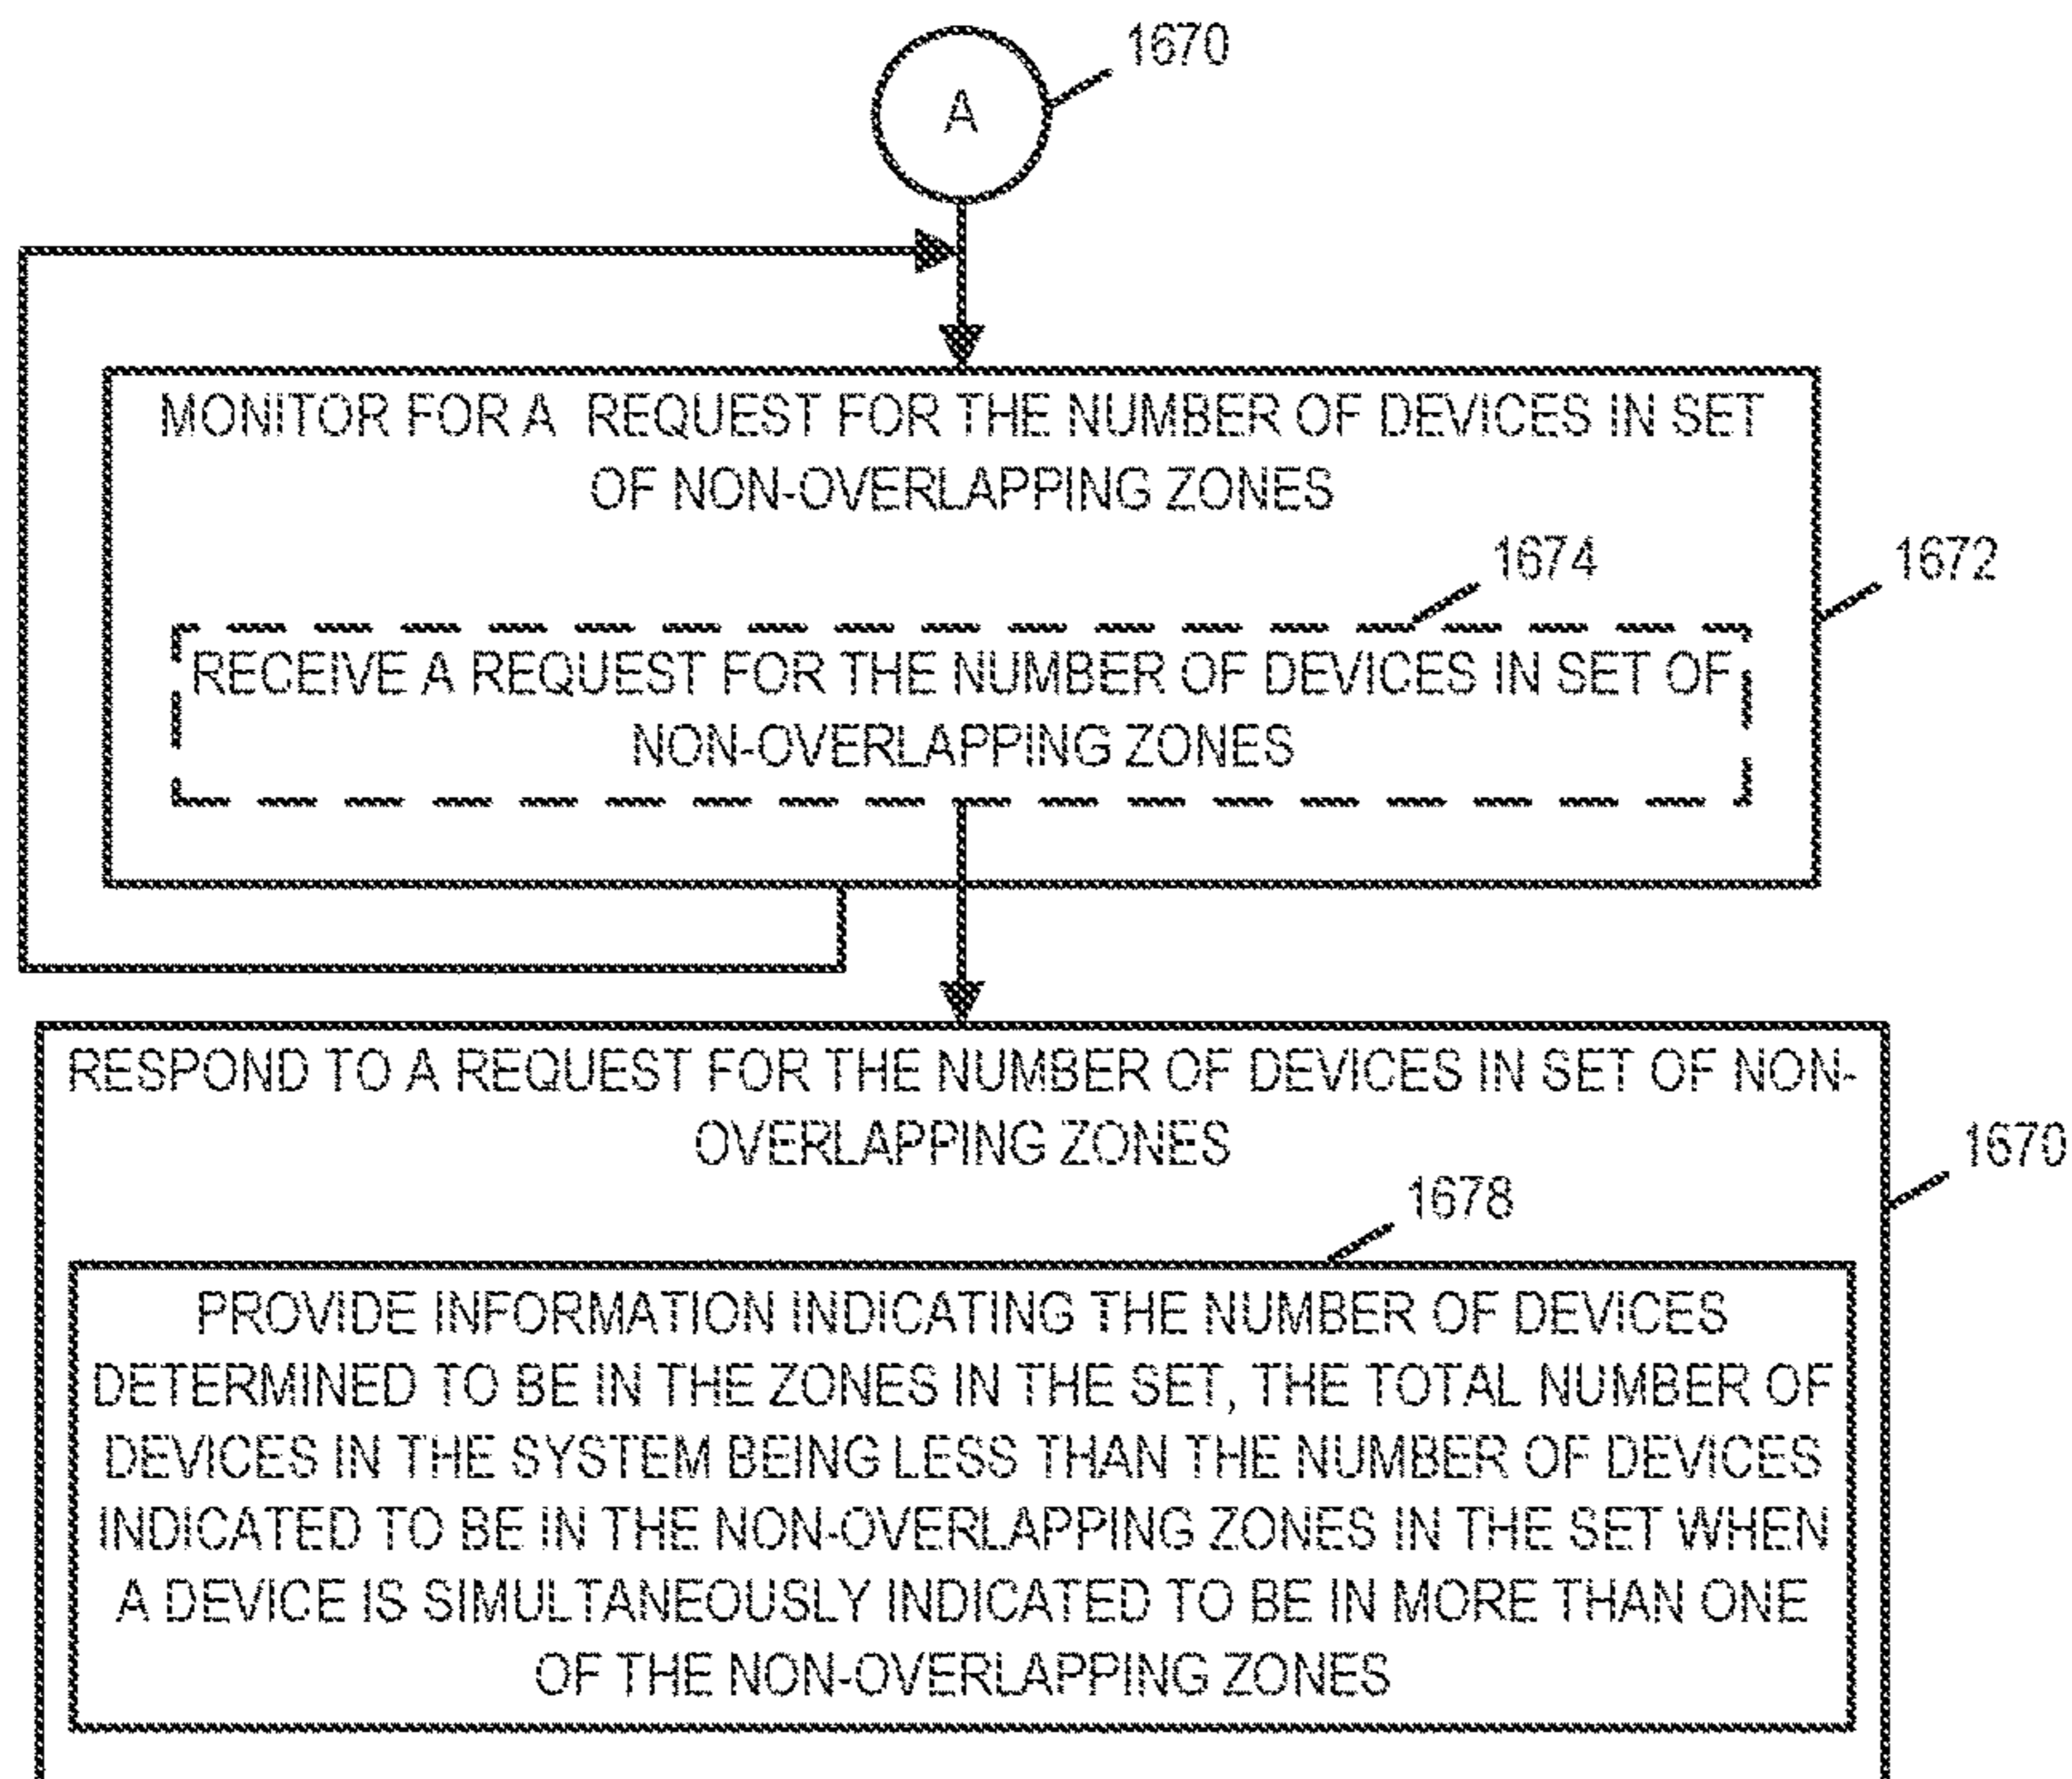 1670
A
MONITOR FOR A REQUEST FOR THE NUMBER OF DEVICES IN SET
OF NON-OVERLAPPING ZONES
1674
1672
RECEIVE A REQUEST FOR THE NUMBER OF DEVICES IN SET OF
NON-OVERLAPPING ZONES
RESPOND TO A REQUEST FOR THE NUMBER OF DEVICES IN SET OF NON-
OVERLAPPING ZONES
1670
1678
PROVIDE INFORMATION INDICATING THE NUMBER OF DEVICES
DETERMINED TO BE IN THE ZONES IN THE SET, THE TOTAL NUMBER OF
DEVICES IN THE SYSTEM BEING LESS THAN THE NUMBER OF DEVICES
INDICATED TO BE IN THE NON-OVERLAPPING ZONES IN THE SET WHEN
A DEVICE IS SIMULTANEOUSLY INDICATED TO BE IN MORE THAN ONE
OF THE NON-OVERLAPPING ZONES